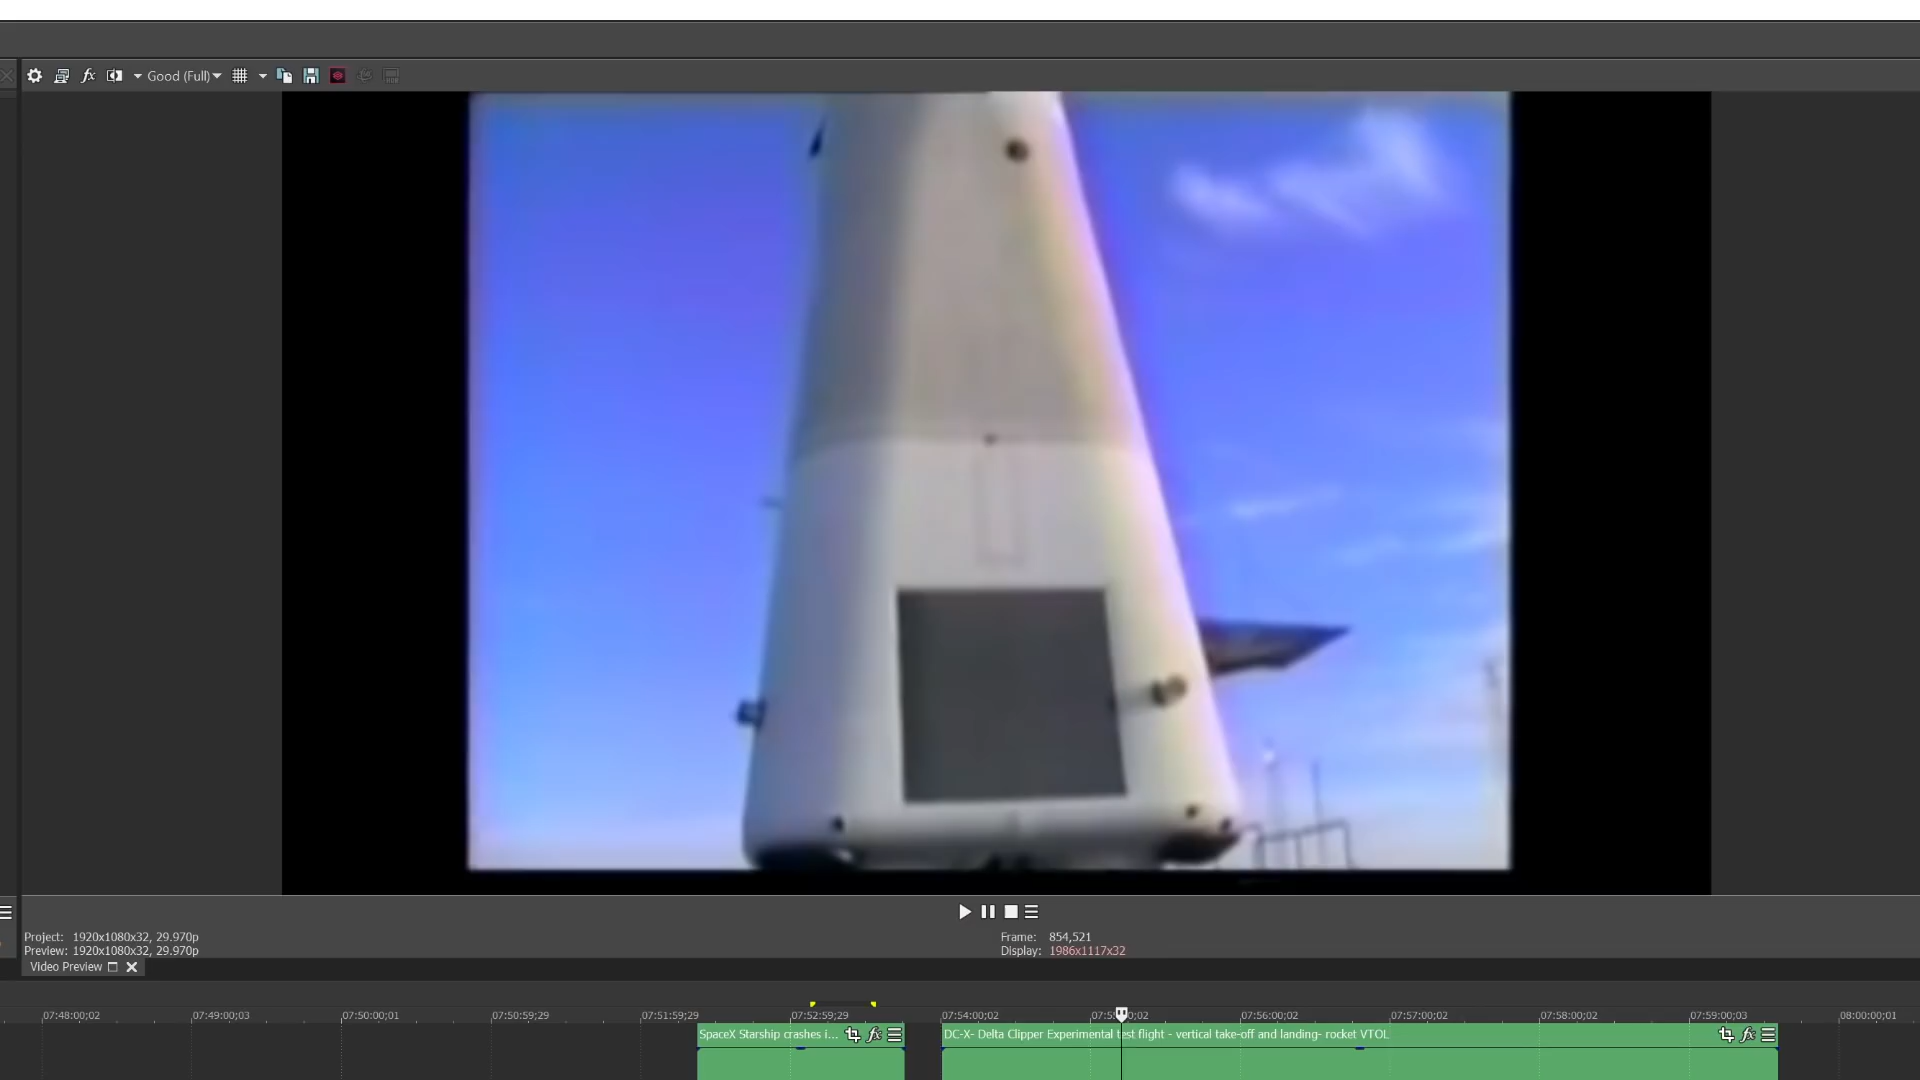 fx Good (Full)
Project: 1920x1080x32, 29.970p
Preview: 1920x1080x32, 29.970p
Frame: 854,521
Display: 1986x1117x32
Video Preview
07:48:00;02 07:49:00;03 07:50:00;01 07:50:59;29 07:51:59;29 07:52:59;29 07:54:00;02 07:56:00;02 07:57:00;02 07:58:00;02 07:59:00;03 08:00:00;01
SpaceX Starship crashes i... fx DC-X- Delta Clipper Experimental test flight - vertical take-off and landing- rocket VTOL fx